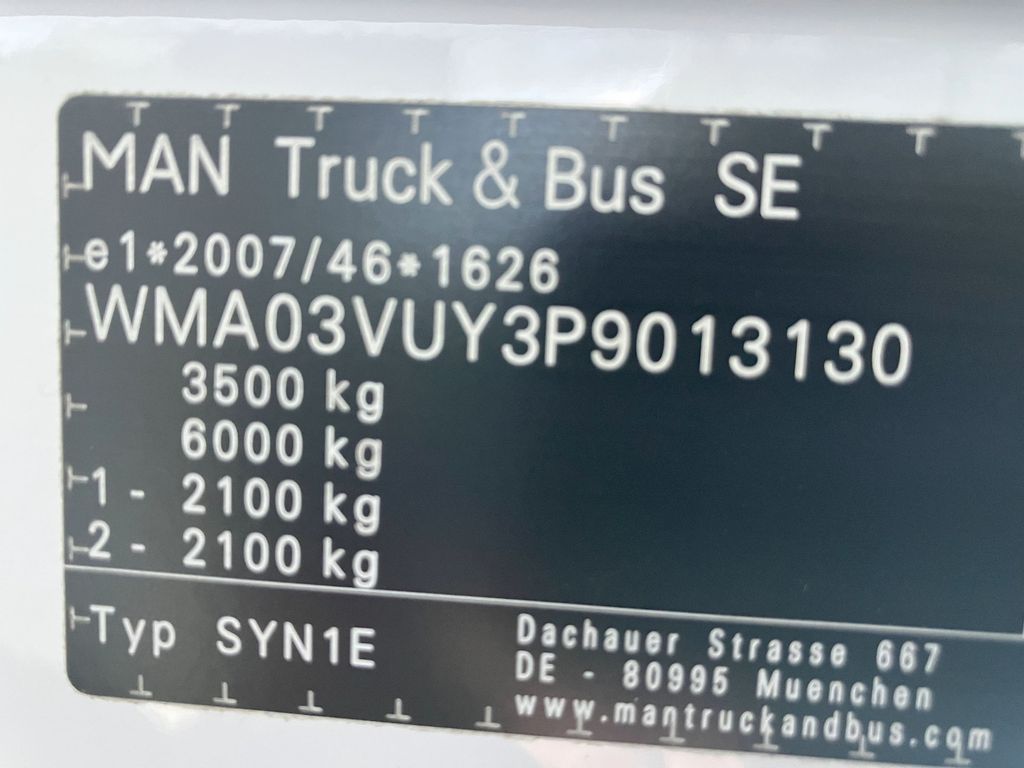 MAN Truck & Bus SE
e1*2007/46*1626
WMA03VUY3P9013130
3500 kg
6000 kg
1 - 2100 kg
2 - 2100 kg
Typ SYN1E
Dachauer Strasse 667
DE - 80995 Muenchen
www.mantruckandbus.com